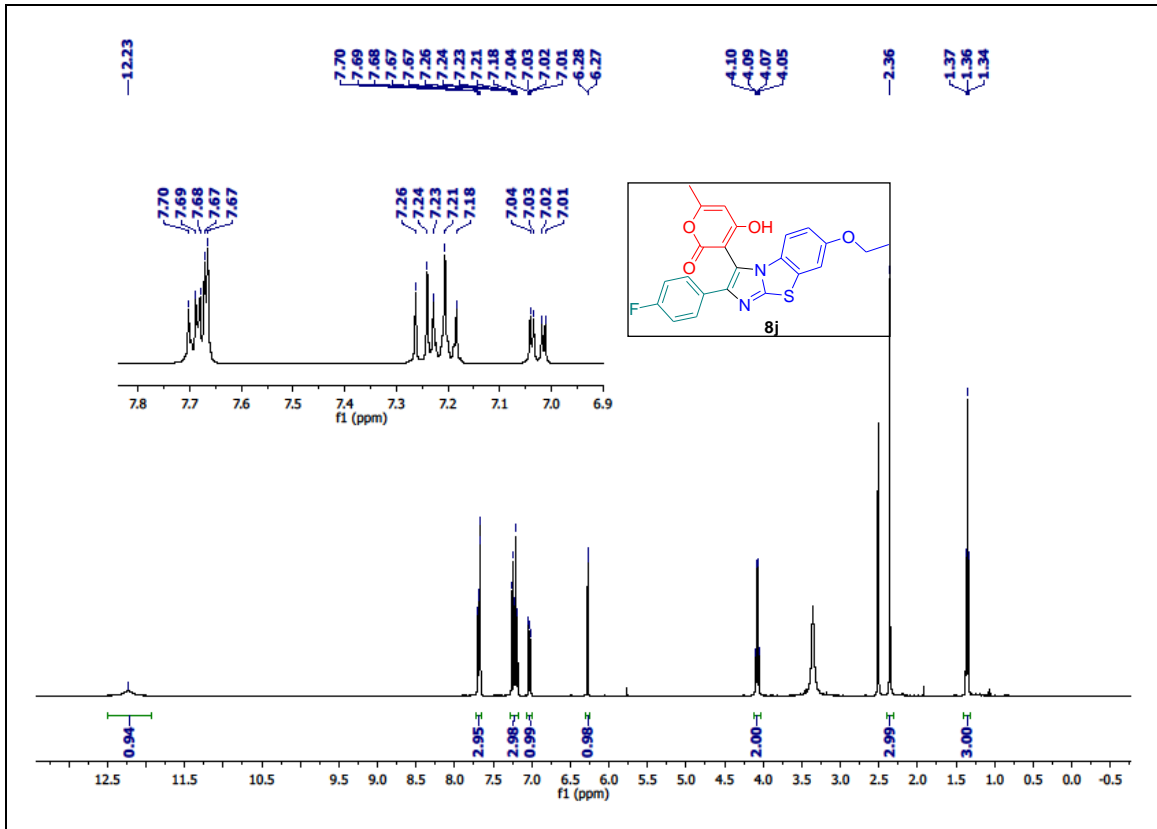 12.23 7.70 7.69 7.68 7.67 7.67 7.26 7.24 7.23 7.21 7.18 7.04 7.03 7.02 7.01 6.28 6.27 4.10 4.09 4.07 4.05 2.36 1.37 1.36 1.34
7.70 7.69 7.68 7.67 7.67 7.26 7.24 7.23 7.21 7.18 7.04 7.03 7.02 7.01
O OH
O
N
O
F
N
S
8j
7.8 7.7 7.6 7.5 7.4 7.3 7.2 7.1 7.0 6.9
f1 (ppm)
0.94 2.95 2.98 0.99 0.98 2.00 2.99 3.00
12.5 11.5 10.5 9.5 9.0 8.5 8.0 7.5 7.0 6.5 6.0 5.5 5.0 4.5 4.0 3.5 3.0 2.5 2.0 1.5 1.0 0.5 0.0 -0.5
f1 (ppm)